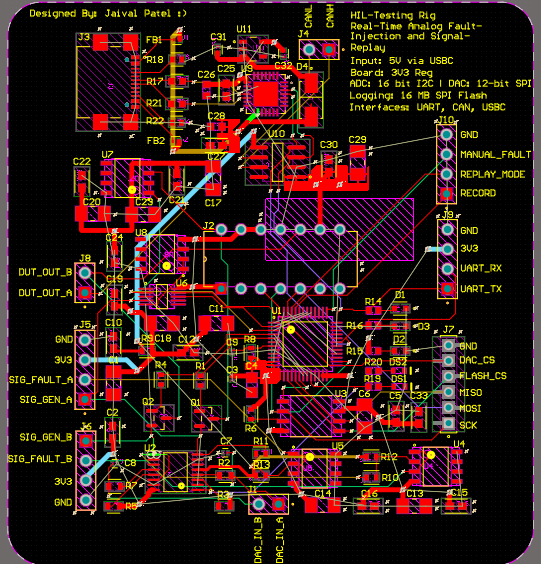 Designed By: Jaival Patel :)
CANL
CANH
HIL-Testing Rig
Real-Time Analog Fault-
Injection and Signal-
Replay
Input: 5V via USBC
Board: 3V3 Reg
ADC: 16 bit I2C | DAC: 12-bit SPI
Logging: 16 MB SPI Flash
Interfaces: UART, CAN, USBC
J3
FB1
R18
R17
R21
R22
FB2
C31
U11
U9
J4
D4
C26
C25
C32
C28
U10
C30
C29
J10
GND
MANUAL_FAULT
REPLAY_MODE
RECORD
C22
U7
C27
C20
C23
C21
C17
J2
U8
C24
J9
GND
3V3
UART_RX
UART_TX
J8
DUT_OUT_B
DUT_OUT_A
C19
U6
J5
GND
3V3
SIG_FAULT_A
SIG_GEN_A
C10
C18
C11
C12
U1
R14
D1
R16
D3
R15
D2
R20
DS2
R19
DS1
J7
GND
DAC_CS
FLASH_CS
MISO
MOSI
SCK
C9
R8
R4
R1
C3
C4
R6
Q2
Q1
U3
C6
C5
C33
J6
SIG_GEN_B
SIG_FAULT_B
3V3
GND
C2
U2
C8
C7
R2
R11
R13
U5
R12
R10
U4
R7
R5
R3
J1
C14
C16
C13
C15
DAC_IN_B
DAC_IN_A